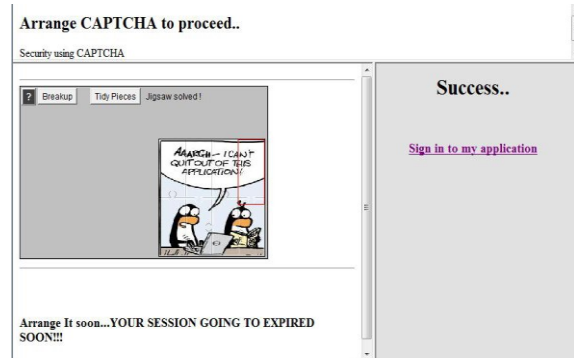 Arrange CAPTCHA to proceed..
Security using CAPTCHA
? Breakup Tidy Pieces Jigsaw solved !
AAARGH-- I CAN'T
QUIT OUT OF THIS
APPLICATION!
Arrange It soon...YOUR SESSION GOING TO EXPIRED
SOON!!!
Success..
Sign in to my application